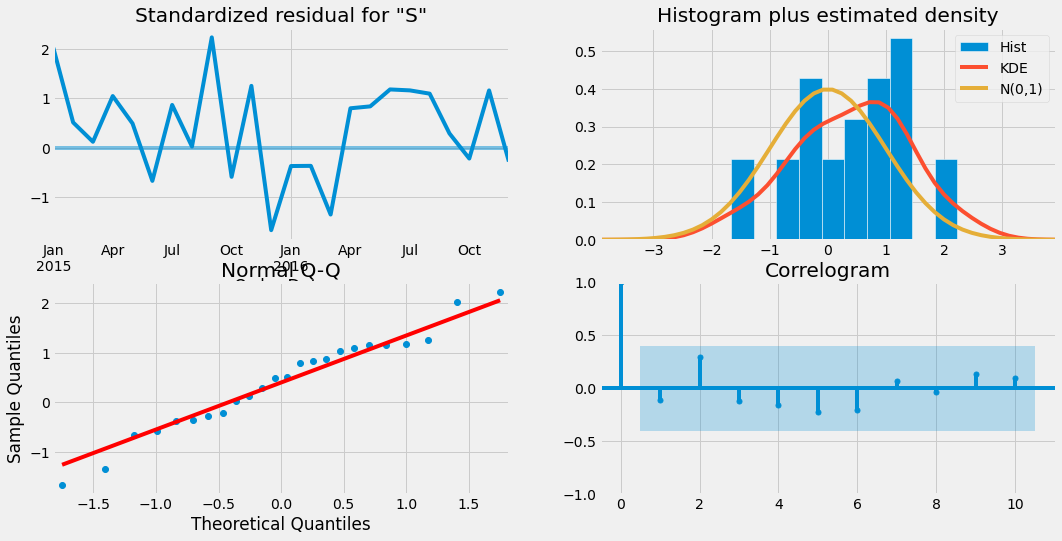 Standardized residual for "S"
2
1
0
−1
Jan Apr Jul Oct Jan Apr Jul Oct
2015 2016
Histogram plus estimated density
Hist
KDE
N(0,1)
0.5
0.4
0.3
0.2
0.1
0.0
−3 −2 −1 0 1 2 3
Normal Q-Q
Sample Quantiles
2
1
0
−1
−1.5 −1.0 −0.5 0.0 0.5 1.0 1.5
Theoretical Quantiles
Correlogram
1.0
0.5
0.0
−0.5
−1.0
0 2 4 6 8 10